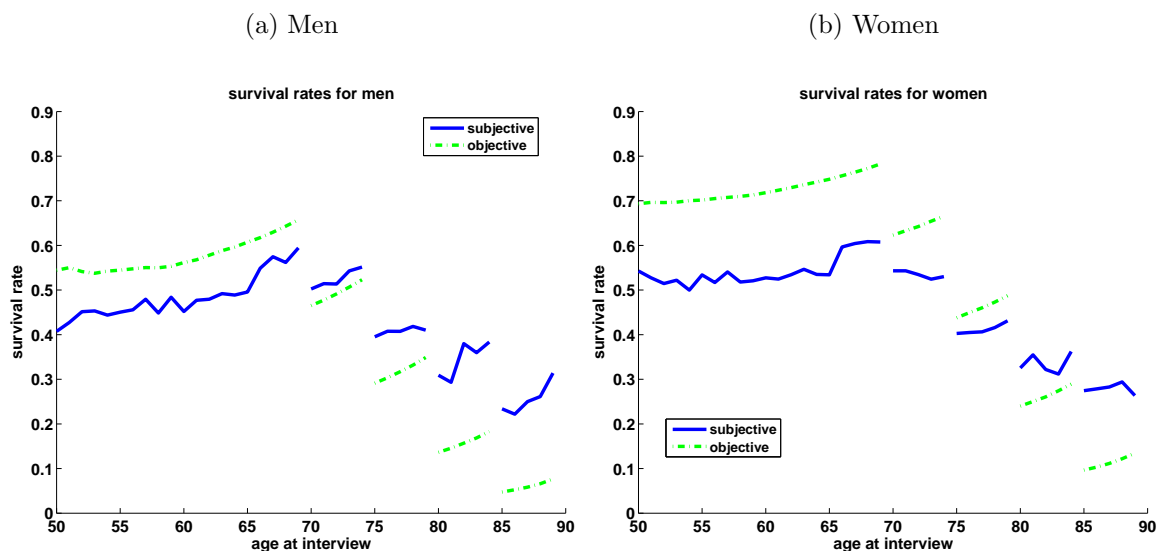 (a) Men
survival rates for men
subjective
objective
survival rate
0.9
0.8
0.7
0.6
0.5
0.4
0.3
0.2
0.1
0
50 55 60 65 70 75 80 85 90
age at interview
(b) Women
survival rates for women
subjective
objective
survival rate
0.9
0.8
0.7
0.6
0.5
0.4
0.3
0.2
0.1
0
50 55 60 65 70 75 80 85 90
age at interview